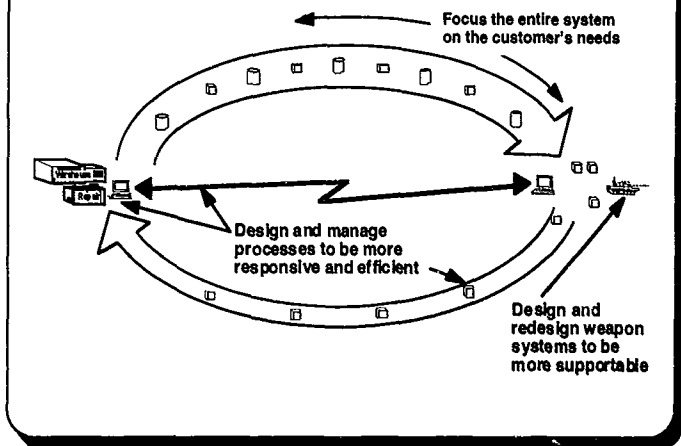 Focus the entire system
on the customer's needs
Warehouse
Repair
Design and manage
processes to be more
responsive and efficient
Design and
redesign weapon
systems to be
more supportable